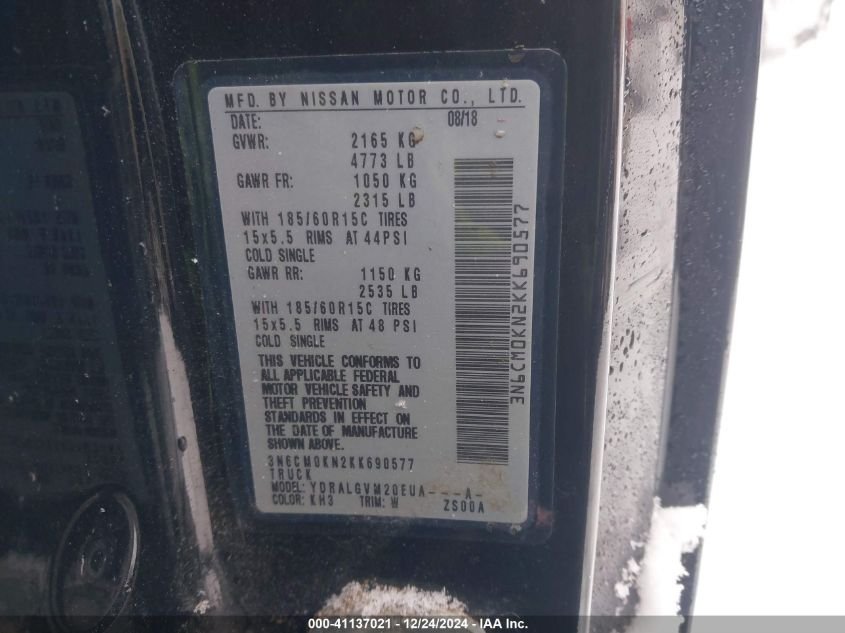 MFD. BY NISSAN MOTOR CO., LTD.
DATE: 08/18
GVWR: 2165 KG
4773 LB
GAWR FR: 1050 KG
2315 LB
WITH 185/60R15C TIRES
15x5.5 RIMS AT 44PSI
COLD SINGLE
GAWR RR: 1150 KG
2535 LB
WITH 185/60R15C TIRES
15x5.5 RIMS AT 48 PSI
COLD SINGLE
THIS VEHICLE CONFORMS TO
ALL APPLICABLE FEDERAL
MOTOR VEHICLE SAFETY AND
THEFT PREVENTION
STANDARDS IN EFFECT ON
THE DATE OF MANUFACTURE
SHOWN ABOVE.
3N6CM0KN2KK690577
TRUCK
MODEL: YDRALGVM20EUA----A-
COLOR: KH3 TRIM: W ZS00A
3N6CM0KN2KK690577
000-41137021 - 12/24/2024 - IAA Inc.